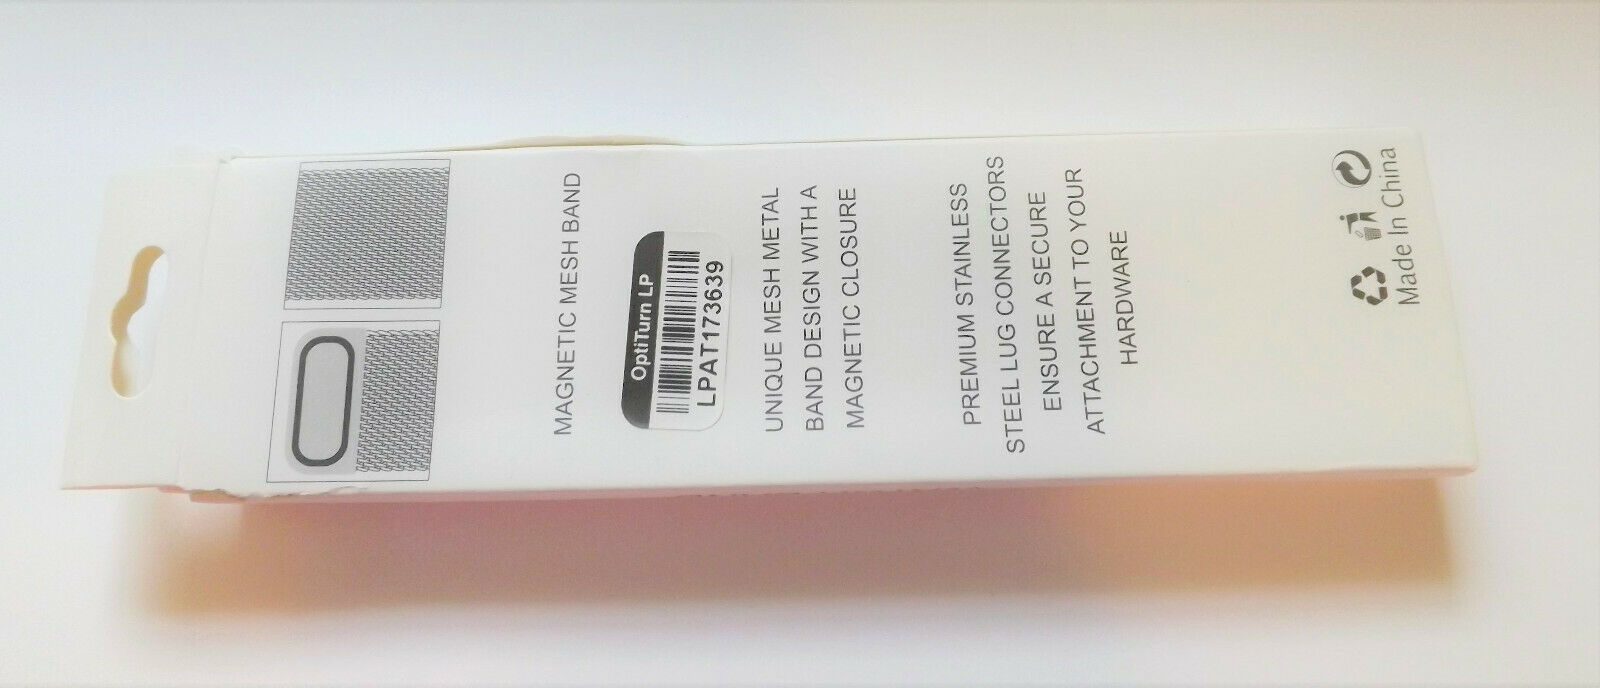 MAGNETIC MESH BAND
OptiTurn LP
LPAT173639
UNIQUE MESH METAL
BAND DESIGN WITH A
MAGNETIC CLOSURE
PREMIUM STAINLESS
STEEL LUG CONNECTORS
ENSURE A SECURE
ATTACHMENT TO YOUR
HARDWARE
Made In China